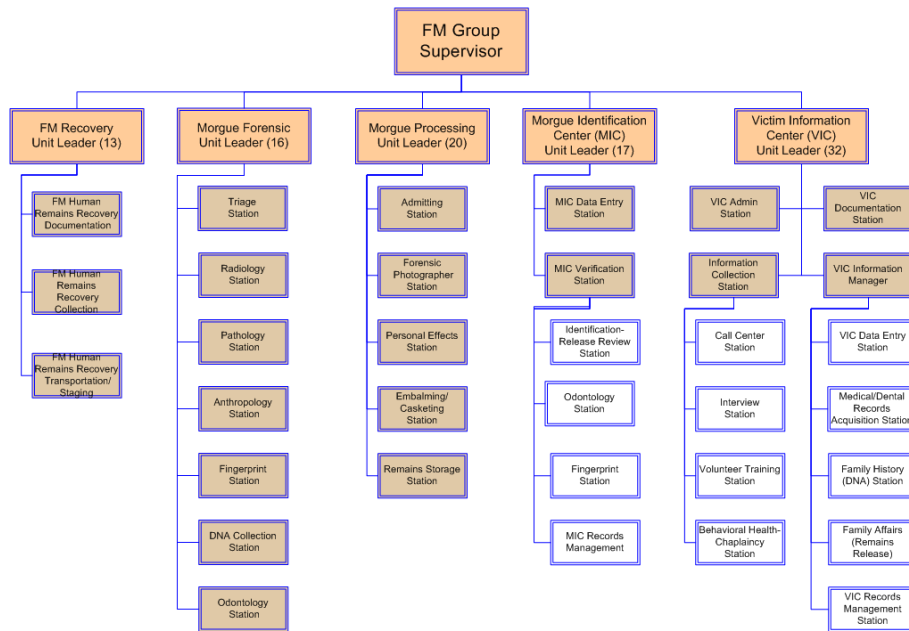 FM Group
Supervisor
FM Recovery
Unit Leader (13)
Morgue Forensic
Unit Leader (16)
Morgue Processing
Unit Leader (20)
Morgue Identification
Center (MIC)
Unit Leader (17)
Victim Information
Center (VIC)
Unit Leader (32)
FM Human
Remains Recovery
Documentation
FM Human
Remains
Recovery
Collection
FM Human
Remains Recovery
Transportation/
Staging
Triage
Station
Radiology
Station
Pathology
Station
Anthropology
Station
Fingerprint
Station
DNA Collection
Station
Odontology
Station
Admitting
Station
Forensic
Photographer
Station
Personal Effects
Station
Embalming/
Casketing
Station
Remains Storage
Station
MIC Data Entry
Station
MIC Verification
Station
Identification-
Release Review
Station
Odontology
Station
Fingerprint
Station
MIC Records
Management
VIC Admin
Station
VIC
Documentation
Station
Information
Collection
Station
VIC Information
Manager
Call Center
Station
Interview
Station
Volunteer Training
Station
Behavioral Health-
Chaplaincy
Station
VIC Data Entry
Station
Medical/Dental
Records
Acquisition Station
Family History
(DNA) Station
Family Affairs
(Remains
Release)
VIC Records
Management
Station